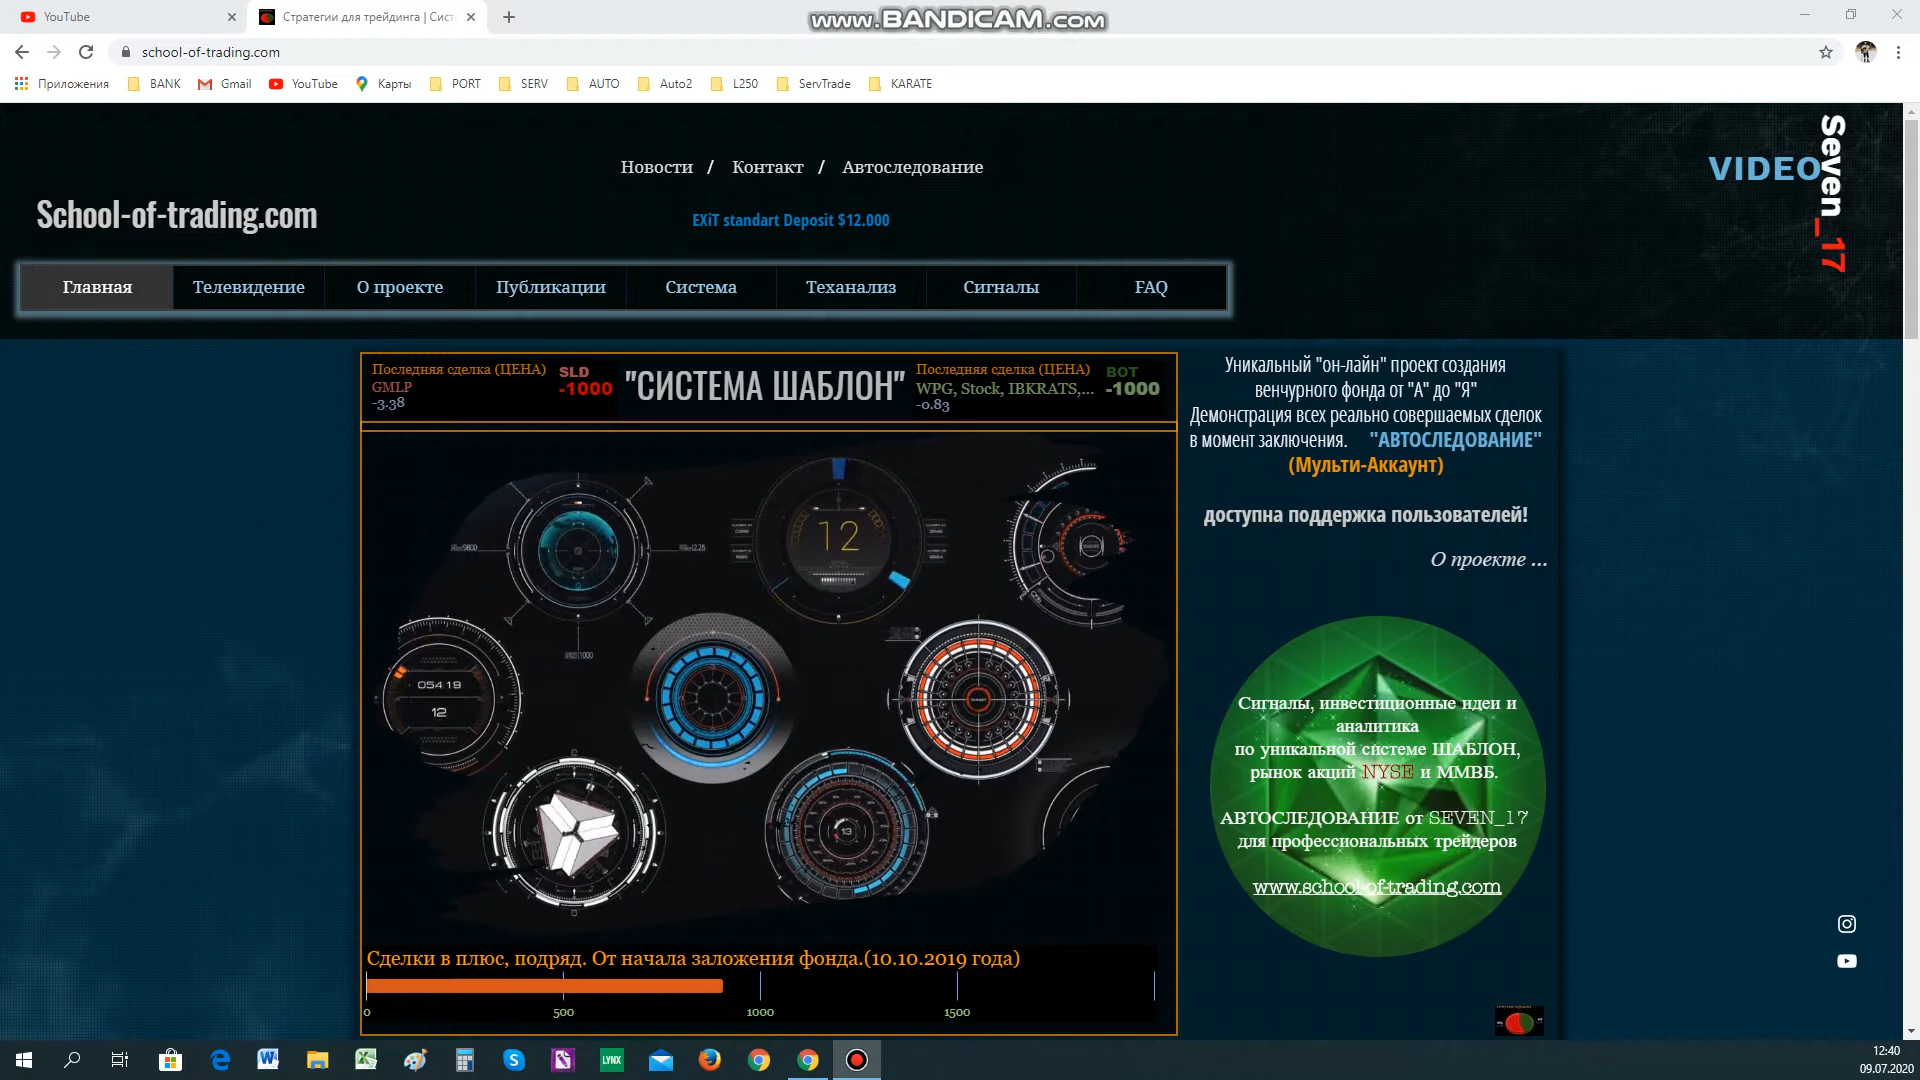 YouTube
Стратегии для трейдинга | Сист
www.BANDICAM.com
school-of-trading.com
Приложения
BANK
Gmail
YouTube
Карты
PORT
SERV
AUTO
Auto2
L250
ServTrade
KARATE
Новости / Контакт / Автоследование
VIDEO
Seven_17
School-of-trading.com
EXiT standart Deposit $12.000
Главная
Телевидение
О проекте
Публикации
Система
Теханализ
Сигналы
FAQ
Последняя сделка (ЦЕНА)
GMLP
-3.38
SLD
-1000
"СИСТЕМА ШАБЛОН"
Последняя сделка (ЦЕНА)
WPG, Stock, IBKRATS,...
-0.83
BOT
-1000
Уникальный "он-лайн" проект создания
венчурного фонда от "А" до "Я"
Демонстрация всех реально совершаемых сделок
в момент заключения. "АВТОСЛЕДОВАНИЕ"
(Мульти-Аккаунт)
доступна поддержка пользователей!
О проекте ...
12
054.19
12
13
Сигналы, инвестиционные идеи и
аналитика
по уникальной системе ШАБЛОН,
рынок акций NYSE и ММВБ.
АВТОСЛЕДОВАНИЕ от SEVEN_17
для профессиональных трейдеров
www.school-of-trading.com
Сделки в плюс, подряд. От начала заложения фонда.(10.10.2019 года)
0
500
1000
1500
LYNX
12:40
09.07.2020